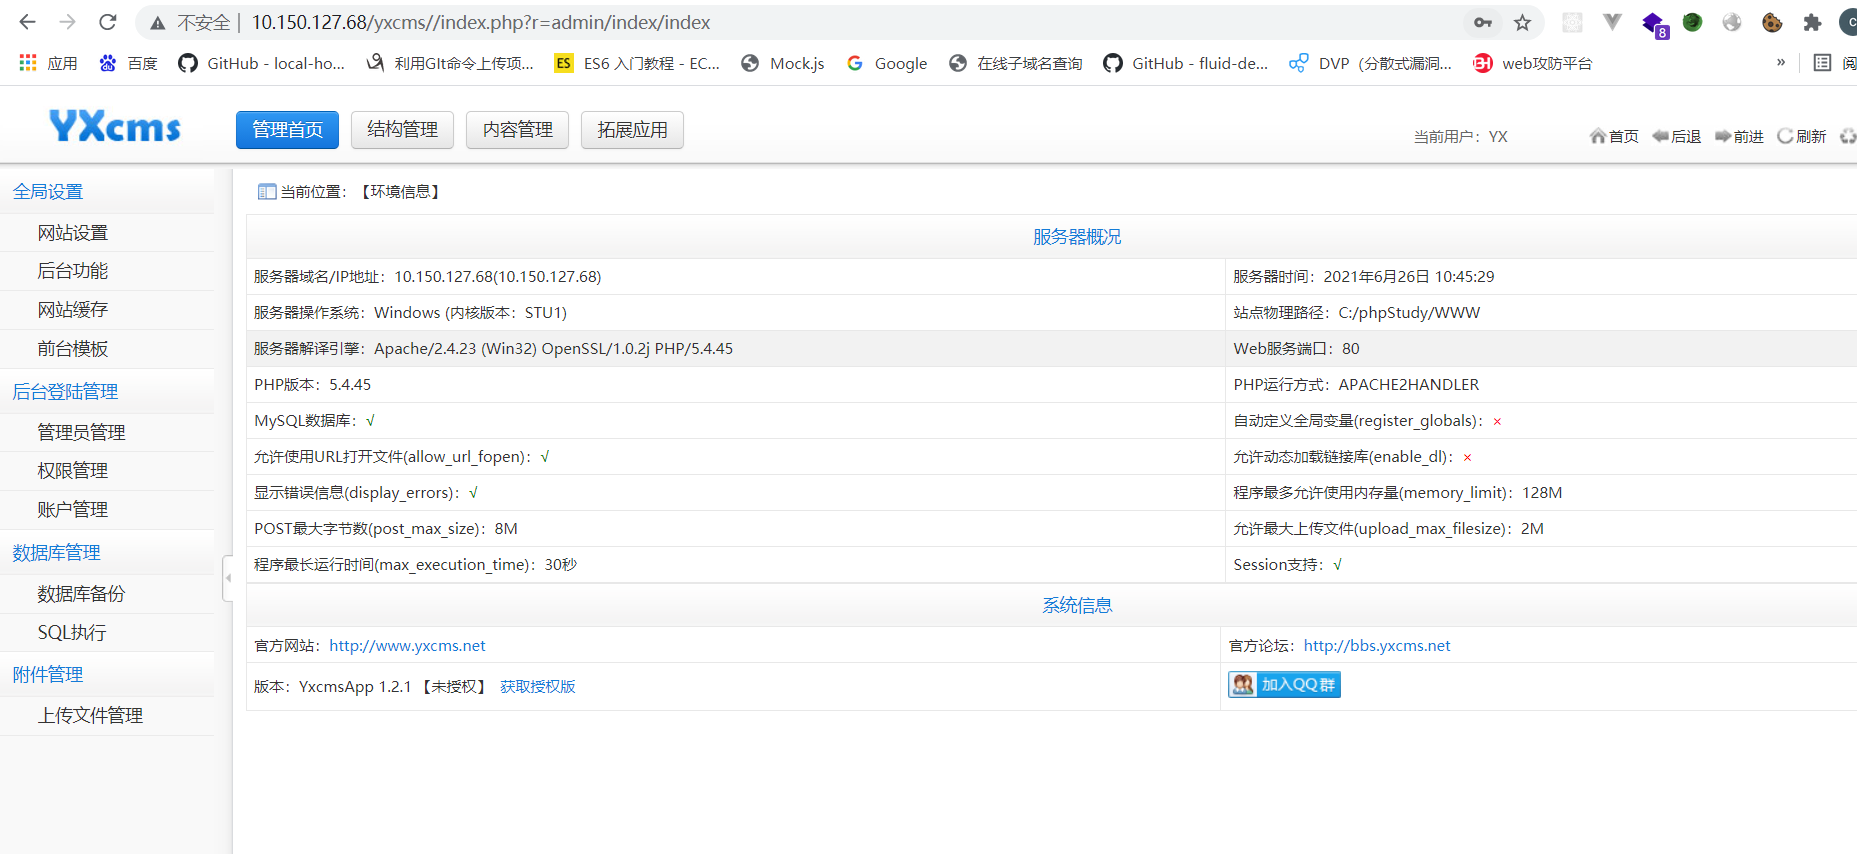 不安全 | 10.150.127.68/yxcms//index.php?r=admin/index/index
8
c
应用 百度 GitHub - local-ho... 利用GIt命令上传项... ES ES6 入门教程 - EC... Mock.js Google 在线子域名查询 GitHub - fluid-de... DVP（分散式漏洞... web攻防平台 » 阅
YXcms 管理首页 结构管理 内容管理 拓展应用
当前用户：YX 首页 后退 前进 刷新
全局设置
网站设置
后台功能
网站缓存
前台模板
后台登陆管理
管理员管理
权限管理
账户管理
数据库管理
数据库备份
SQL执行
附件管理
上传文件管理
当前位置：【环境信息】
服务器概况
服务器域名/IP地址：10.150.127.68(10.150.127.68) 服务器时间：2021年6月26日 10:45:29
服务器操作系统：Windows (内核版本：STU1) 站点物理路径：C:/phpStudy/WWW
服务器解译引擎：Apache/2.4.23 (Win32) OpenSSL/1.0.2j PHP/5.4.45 Web服务端口：80
PHP版本：5.4.45 PHP运行方式：APACHE2HANDLER
MySQL数据库：√ 自动定义全局变量(register_globals)：×
允许使用URL打开文件(allow_url_fopen)：√ 允许动态加载链接库(enable_dl)：×
显示错误信息(display_errors)：√ 程序最多允许使用内存量(memory_limit)：128M
POST最大字节数(post_max_size)：8M 允许最大上传文件(upload_max_filesize)：2M
程序最长运行时间(max_execution_time)：30秒 Session支持：√
系统信息
官方网站：http://www.yxcms.net 官方论坛：http://bbs.yxcms.net
版本：YxcmsApp 1.2.1 【未授权】 获取授权版 加入QQ群